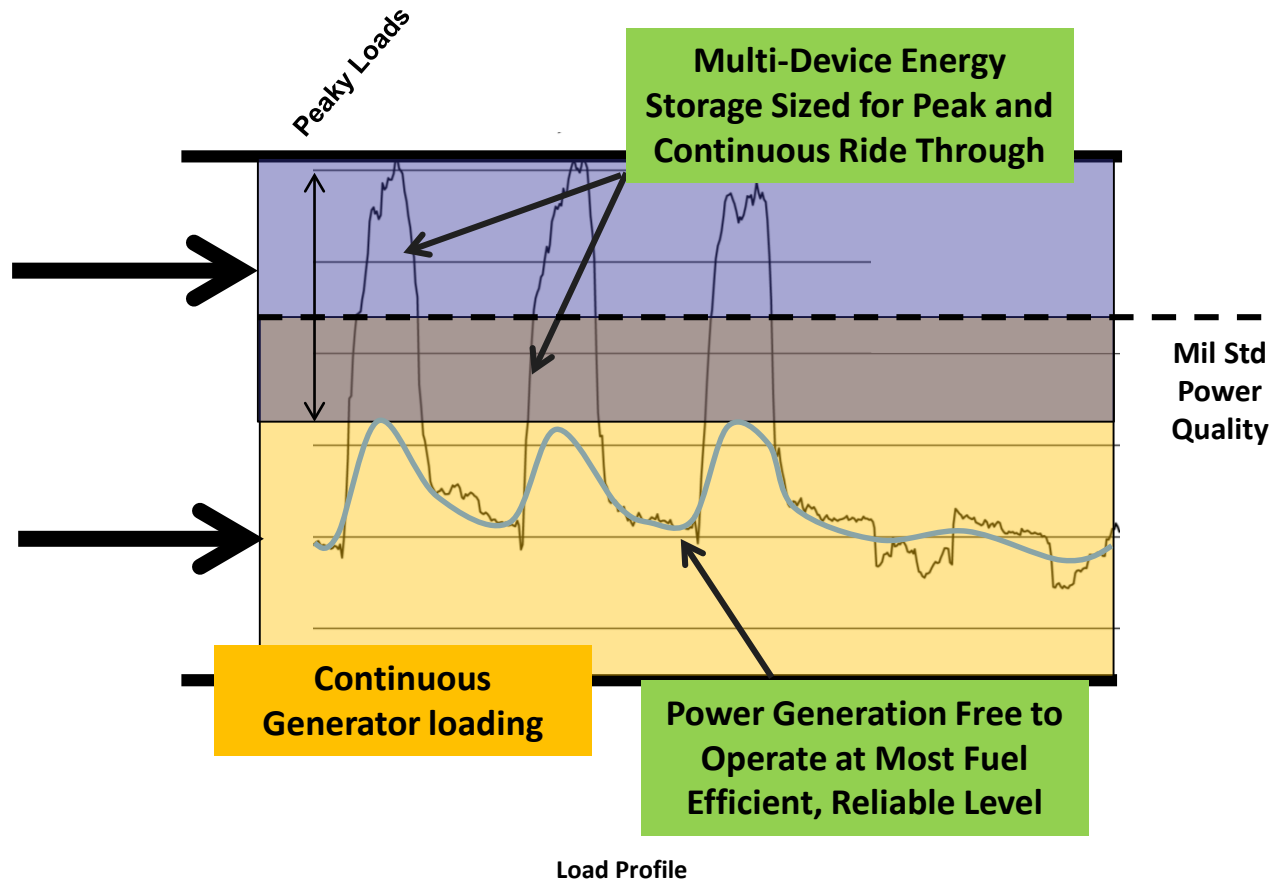 Peaky Loads
Multi-Device Energy
Storage Sized for Peak and
Continuous Ride Through
Mil Std
Power
Quality
Continuous
Generator loading
Power Generation Free to
Operate at Most Fuel
Efficient, Reliable Level
Load Profile